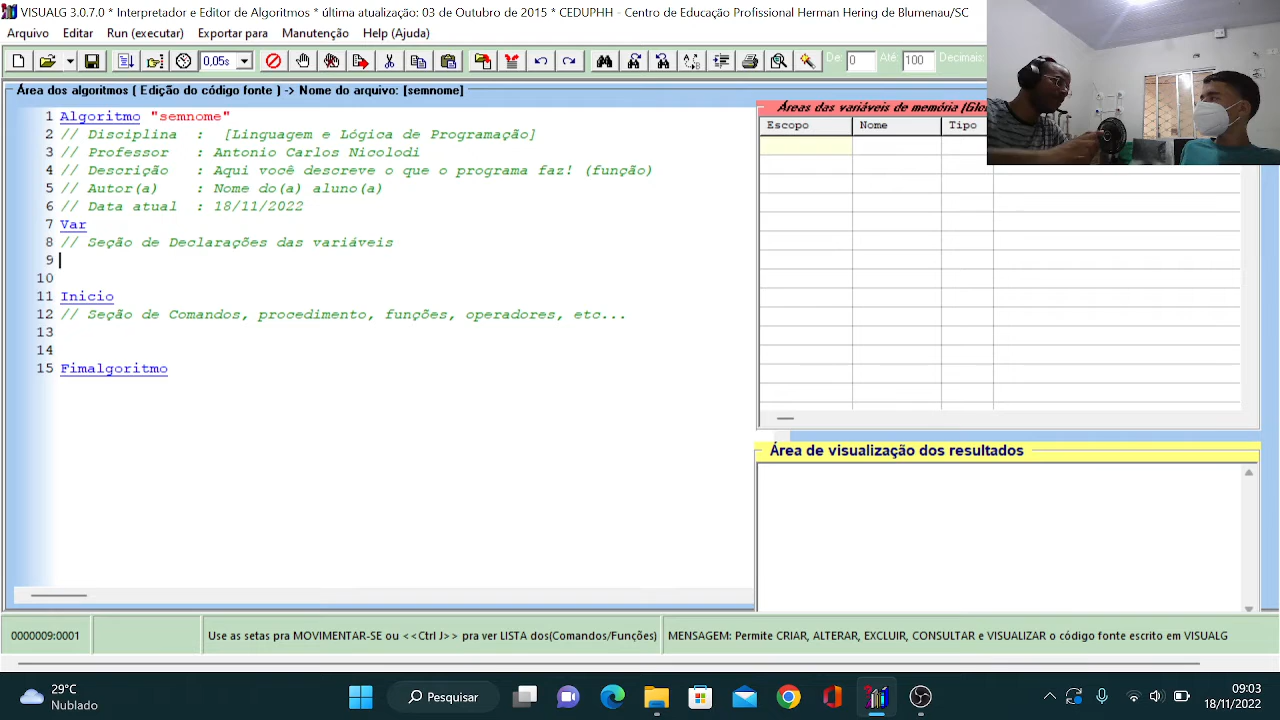 VISUALG 3.0.7.0 * Interpretador e Editor de Algoritmos * última atualização: 03 de Outubro de 2015 * CEDUPHH - Centro de Educação Profissional Herman Hering de Blumenau/SC
Arquivo Editar Run (executar) Exportar para Manutenção Help (Ajuda)
0,05s De: 0 Até 100 Decimais:
Área dos algoritmos ( Edição do código fonte ) -> Nome do arquivo: [semnome]
1 Algoritmo "semnome"
2 // Disciplina : [Linguagem e Lógica de Programação]
3 // Professor : Antonio Carlos Nicolodi
4 // Descrição : Aqui você descreve o que o programa faz! (função)
5 // Autor(a) : Nome do(a) aluno(a)
6 // Data atual : 18/11/2022
7 Var
8 // Seção de Declarações das variáveis
9
10
11 Inicio
12 // Seção de Comandos, procedimento, funções, operadores, etc...
13
14
15 Fimalgoritmo
Áreas das variáveis de memória (Glo
Escopo Nome Tipo
Área de visualização dos resultados
0000009:0001 Use as setas pra MOVIMENTAR-SE ou <<Ctrl J>> pra ver LISTA dos(Comandos/Funções) MENSAGEM: Permite CRIAR, ALTERAR, EXCLUIR, CONSULTAR e VISUALIZAR o código fonte escrito em VISUALG
29°C
Nublado
Pesquisar
09:03
18/11/2022